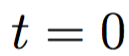 t = 0